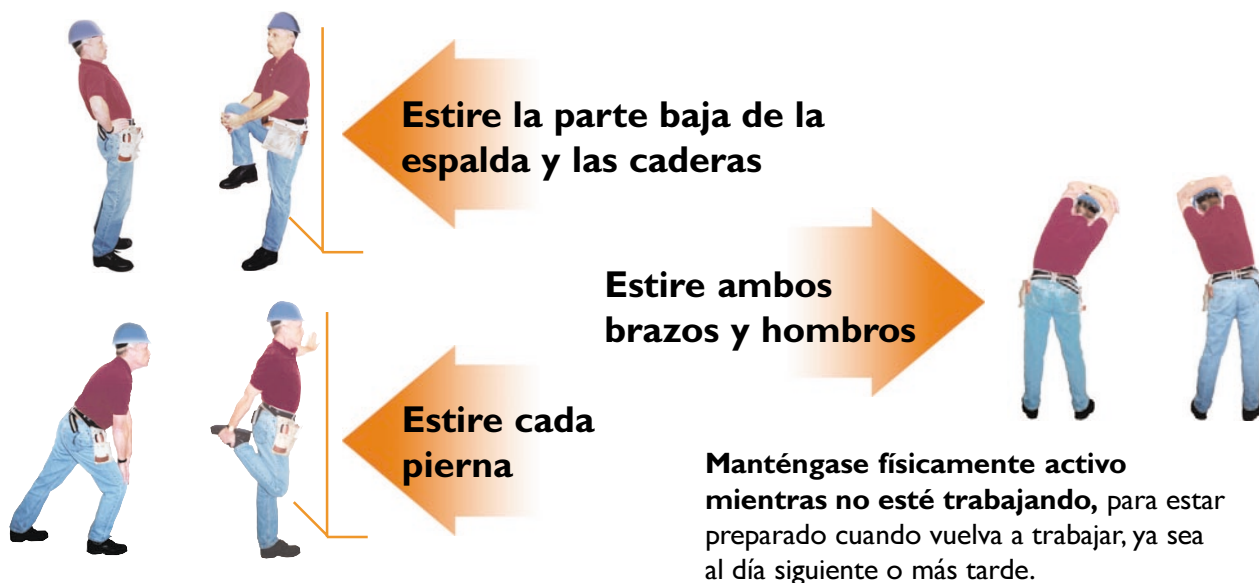 Estire la parte baja de la
espalda y las caderas
Estire ambos
brazos y hombros
Estire cada
pierna
Manténgase físicamente activo
mientras no esté trabajando, para estar
preparado cuando vuelva a trabajar, ya sea
al día siguiente o más tarde.